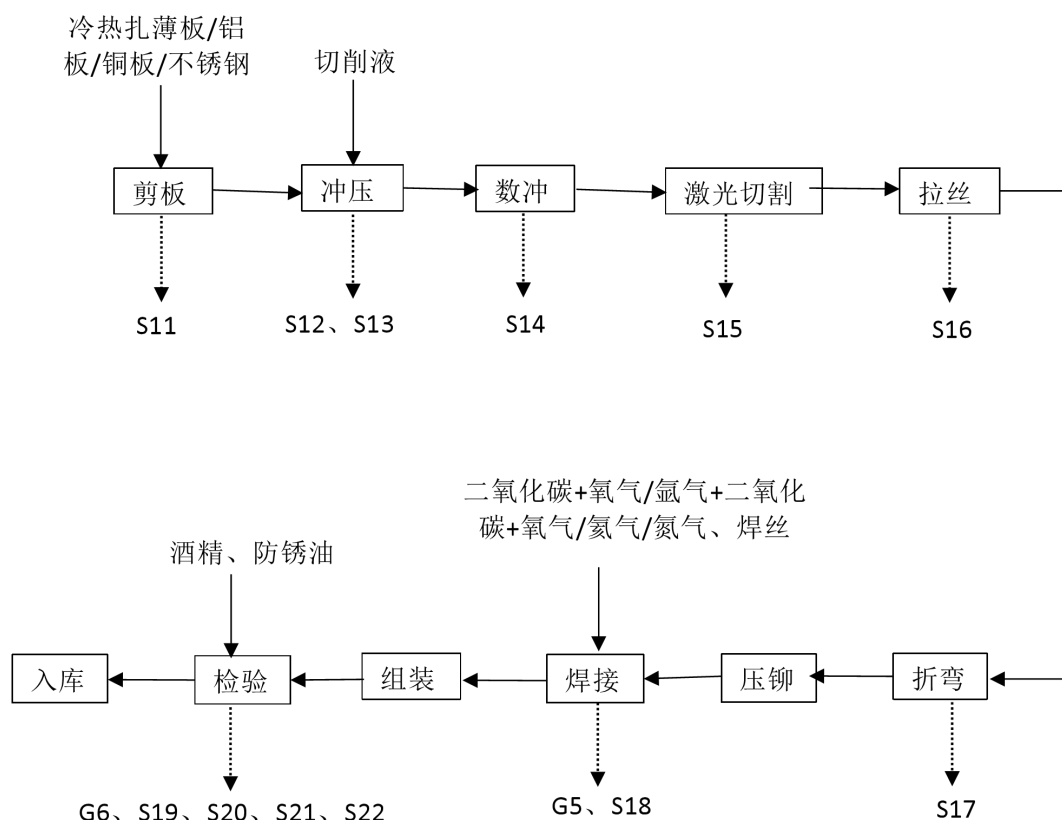 冷热扎薄板/铝
板/铜板/不锈钢
切削液
剪板
冲压
数冲
激光切割
拉丝
S11
S12、S13
S14
S15
S16
二氧化碳+氧气/氩气+二氧化
碳+氧气/氦气/氮气、焊丝
酒精、防锈油
入库
检验
组装
焊接
压铆
折弯
G6、S19、S20、S21、S22
G5、S18
S17